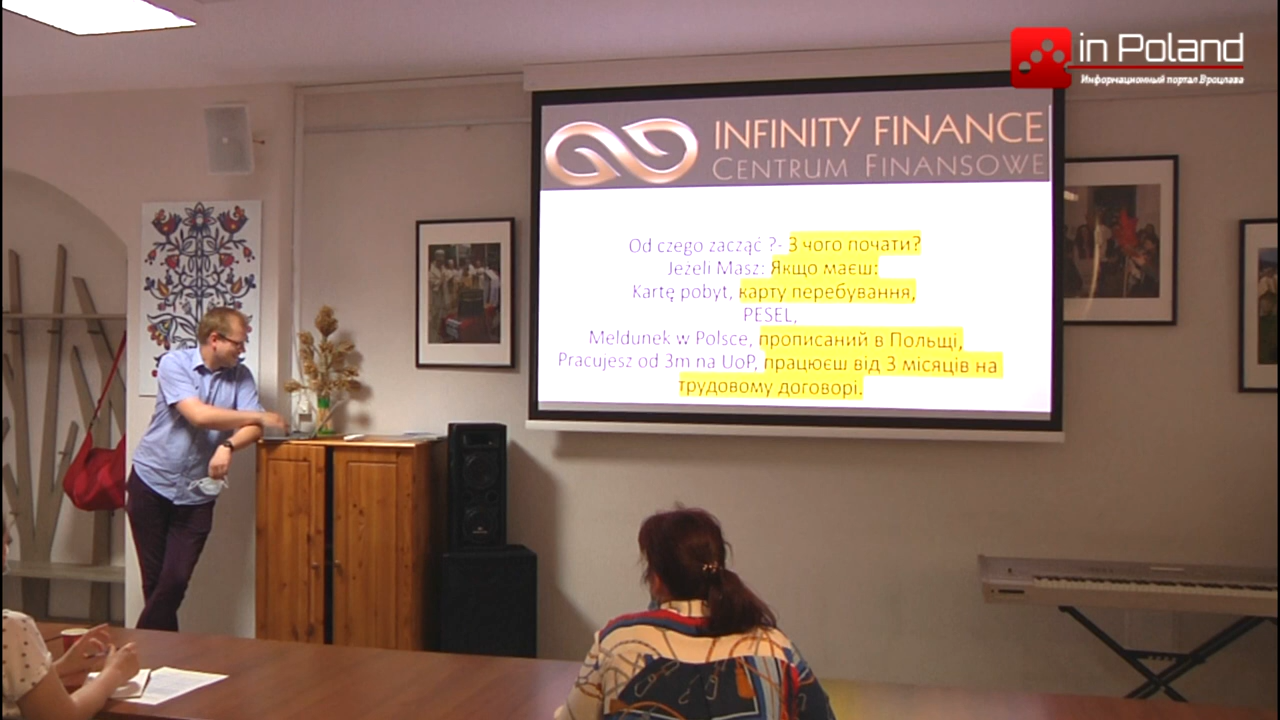 in Poland
Информационный портал Вроцлава
INFINITY FINANCE
CENTRUM FINANSOWE
Od czego zacząć ?- З чого почати?
Jeżeli Masz: Якщо маєш:
Kartę pobyt, карту перебування,
PESEL,
Meldunek w Polsce, прописаний в Польщі,
Pracujesz od 3m na UoP, працюєш від 3 місяців на
трудовому договорі.